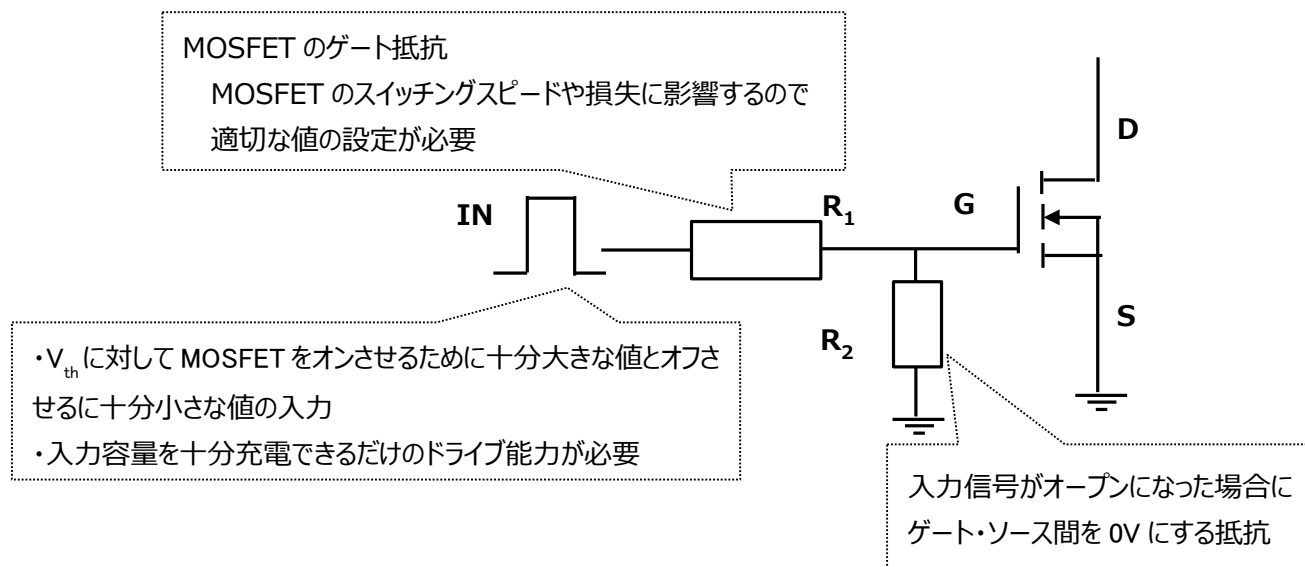 MOSFET のゲート抵抗
MOSFET のスイッチングスピードや損失に影響するので
適切な値の設定が必要
D
IN
R1
G
S
R2
・Vth に対して MOSFET をオンさせるために十分大きな値とオフさ
せるに十分小さな値の入力
・入力容量を十分充電できるだけのドライブ能力が必要
入力信号がオープンになった場合に
ゲート・ソース間を 0V にする抵抗